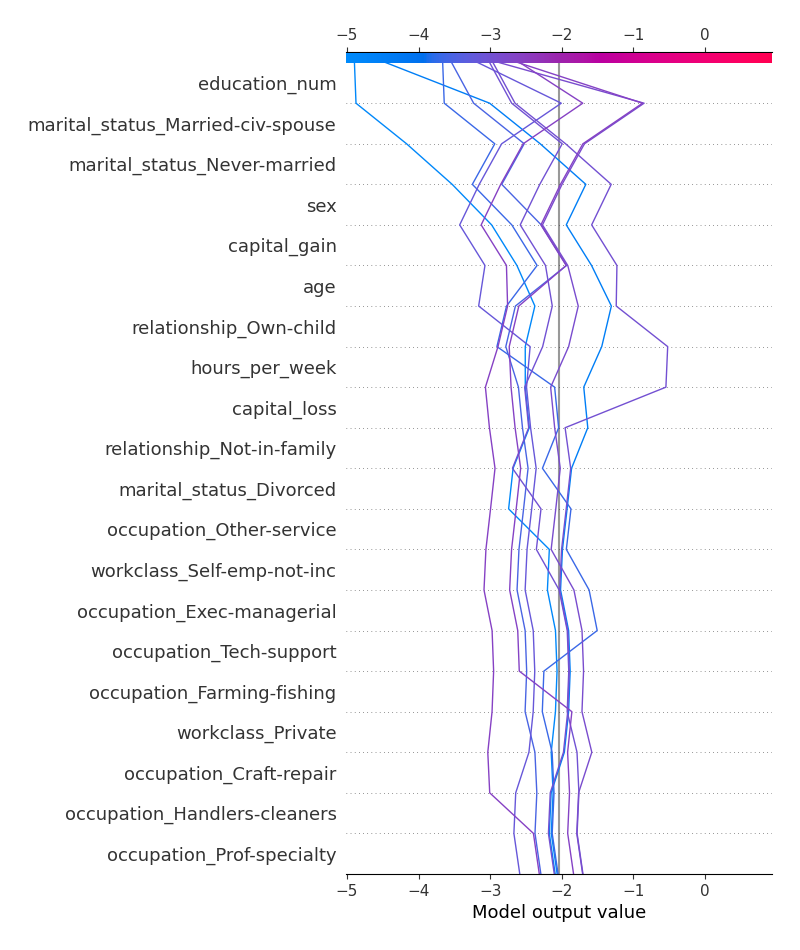 −5 −4 −3 −2 −1 0
education_num
marital_status_Married-civ-spouse
marital_status_Never-married
sex
capital_gain
age
relationship_Own-child
hours_per_week
capital_loss
relationship_Not-in-family
marital_status_Divorced
occupation_Other-service
workclass_Self-emp-not-inc
occupation_Exec-managerial
occupation_Tech-support
occupation_Farming-fishing
workclass_Private
occupation_Craft-repair
occupation_Handlers-cleaners
occupation_Prof-specialty
−5 −4 −3 −2 −1 0
Model output value